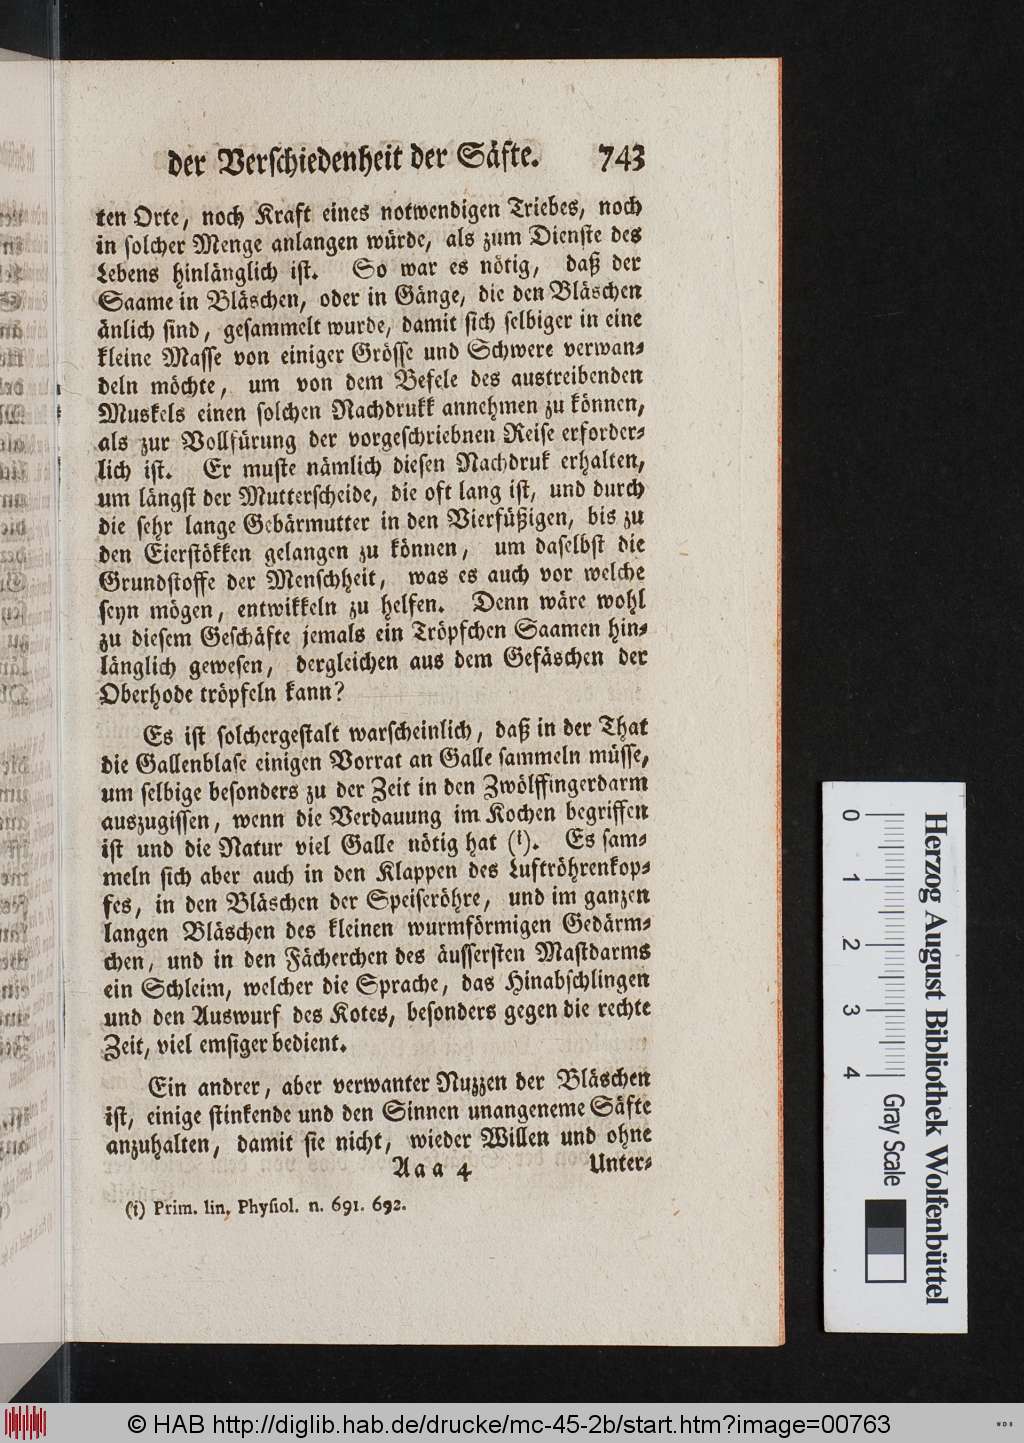 der Verschiedenheit der Säfte. 743
ten Orte, noch Kraft eines notwendigen Triebes, noch
in solcher Menge anlangen würde, als zum Dienste des
Lebens hinlänglich ist. So war es nötig, daß der
Saame in Bläschen, oder in Gänge, die den Bläschen
änlich sind, gesammelt wurde, damit sich selbiger in eine
kleine Masse von einiger Grösse und Schwere verwan-
deln möchte, um von dem Befele des austreibenden
Muskels einen solchen Nachdrukk annehmen zu können,
als zur Vollfürung der vorgeschriebnen Reise erforder-
lich ist. Er muste nämlich diesen Nachdruk erhalten,
um längst der Mutterscheide, die oft lang ist, und durch
die sehr lange Gebärmutter in den Vierfüßigen, bis zu
den Eierstökken gelangen zu können, um daselbst die
Grundstoffe der Menschheit, was es auch vor welche
seyn mögen, entwikkeln zu helfen. Denn wäre wohl
zu diesem Geschäfte jemals ein Tröpfchen Saamen hin-
länglich gewesen, dergleichen aus dem Gefäschen der
Oberhode tröpfeln kann?
Es ist solchergestalt warscheinlich, daß in der That
die Gallenblase einigen Vorrat an Galle sammeln müsse,
um selbige besonders zu der Zeit in den Zwölffingerdarm
auszugissen, wenn die Verdauung im Kochen begriffen
ist und die Natur viel Galle nötig hat (i). Es sam-
meln sich aber auch in den Klappen des Luftröhrenkop-
fes, in den Bläschen der Speiseröhre, und im ganzen
langen Bläschen des kleinen wurmförmigen Gedärm-
chen, und in den Fächerchen des äussersten Mastdarms
ein Schleim, welcher die Sprache, das Hinabschlingen
und den Auswurf des Kotes, besonders gegen die rechte
Zeit, viel emsiger bedient.
Ein andrer, aber verwanter Nuzzen der Bläschen
ist, einige stinkende und den Sinnen unangeneme Säfte
anzuhalten, damit sie nicht, wieder Willen und ohne
Aaa 4 Unter-
(i) Prim. lin. Physiol. n. 691. 692.
Herzog August Bibliothek Wolfenbüttel
0 1 2 3 4 Gray Scale
© HAB http://diglib.hab.de/drucke/mc-45-2b/start.htm?image=00763